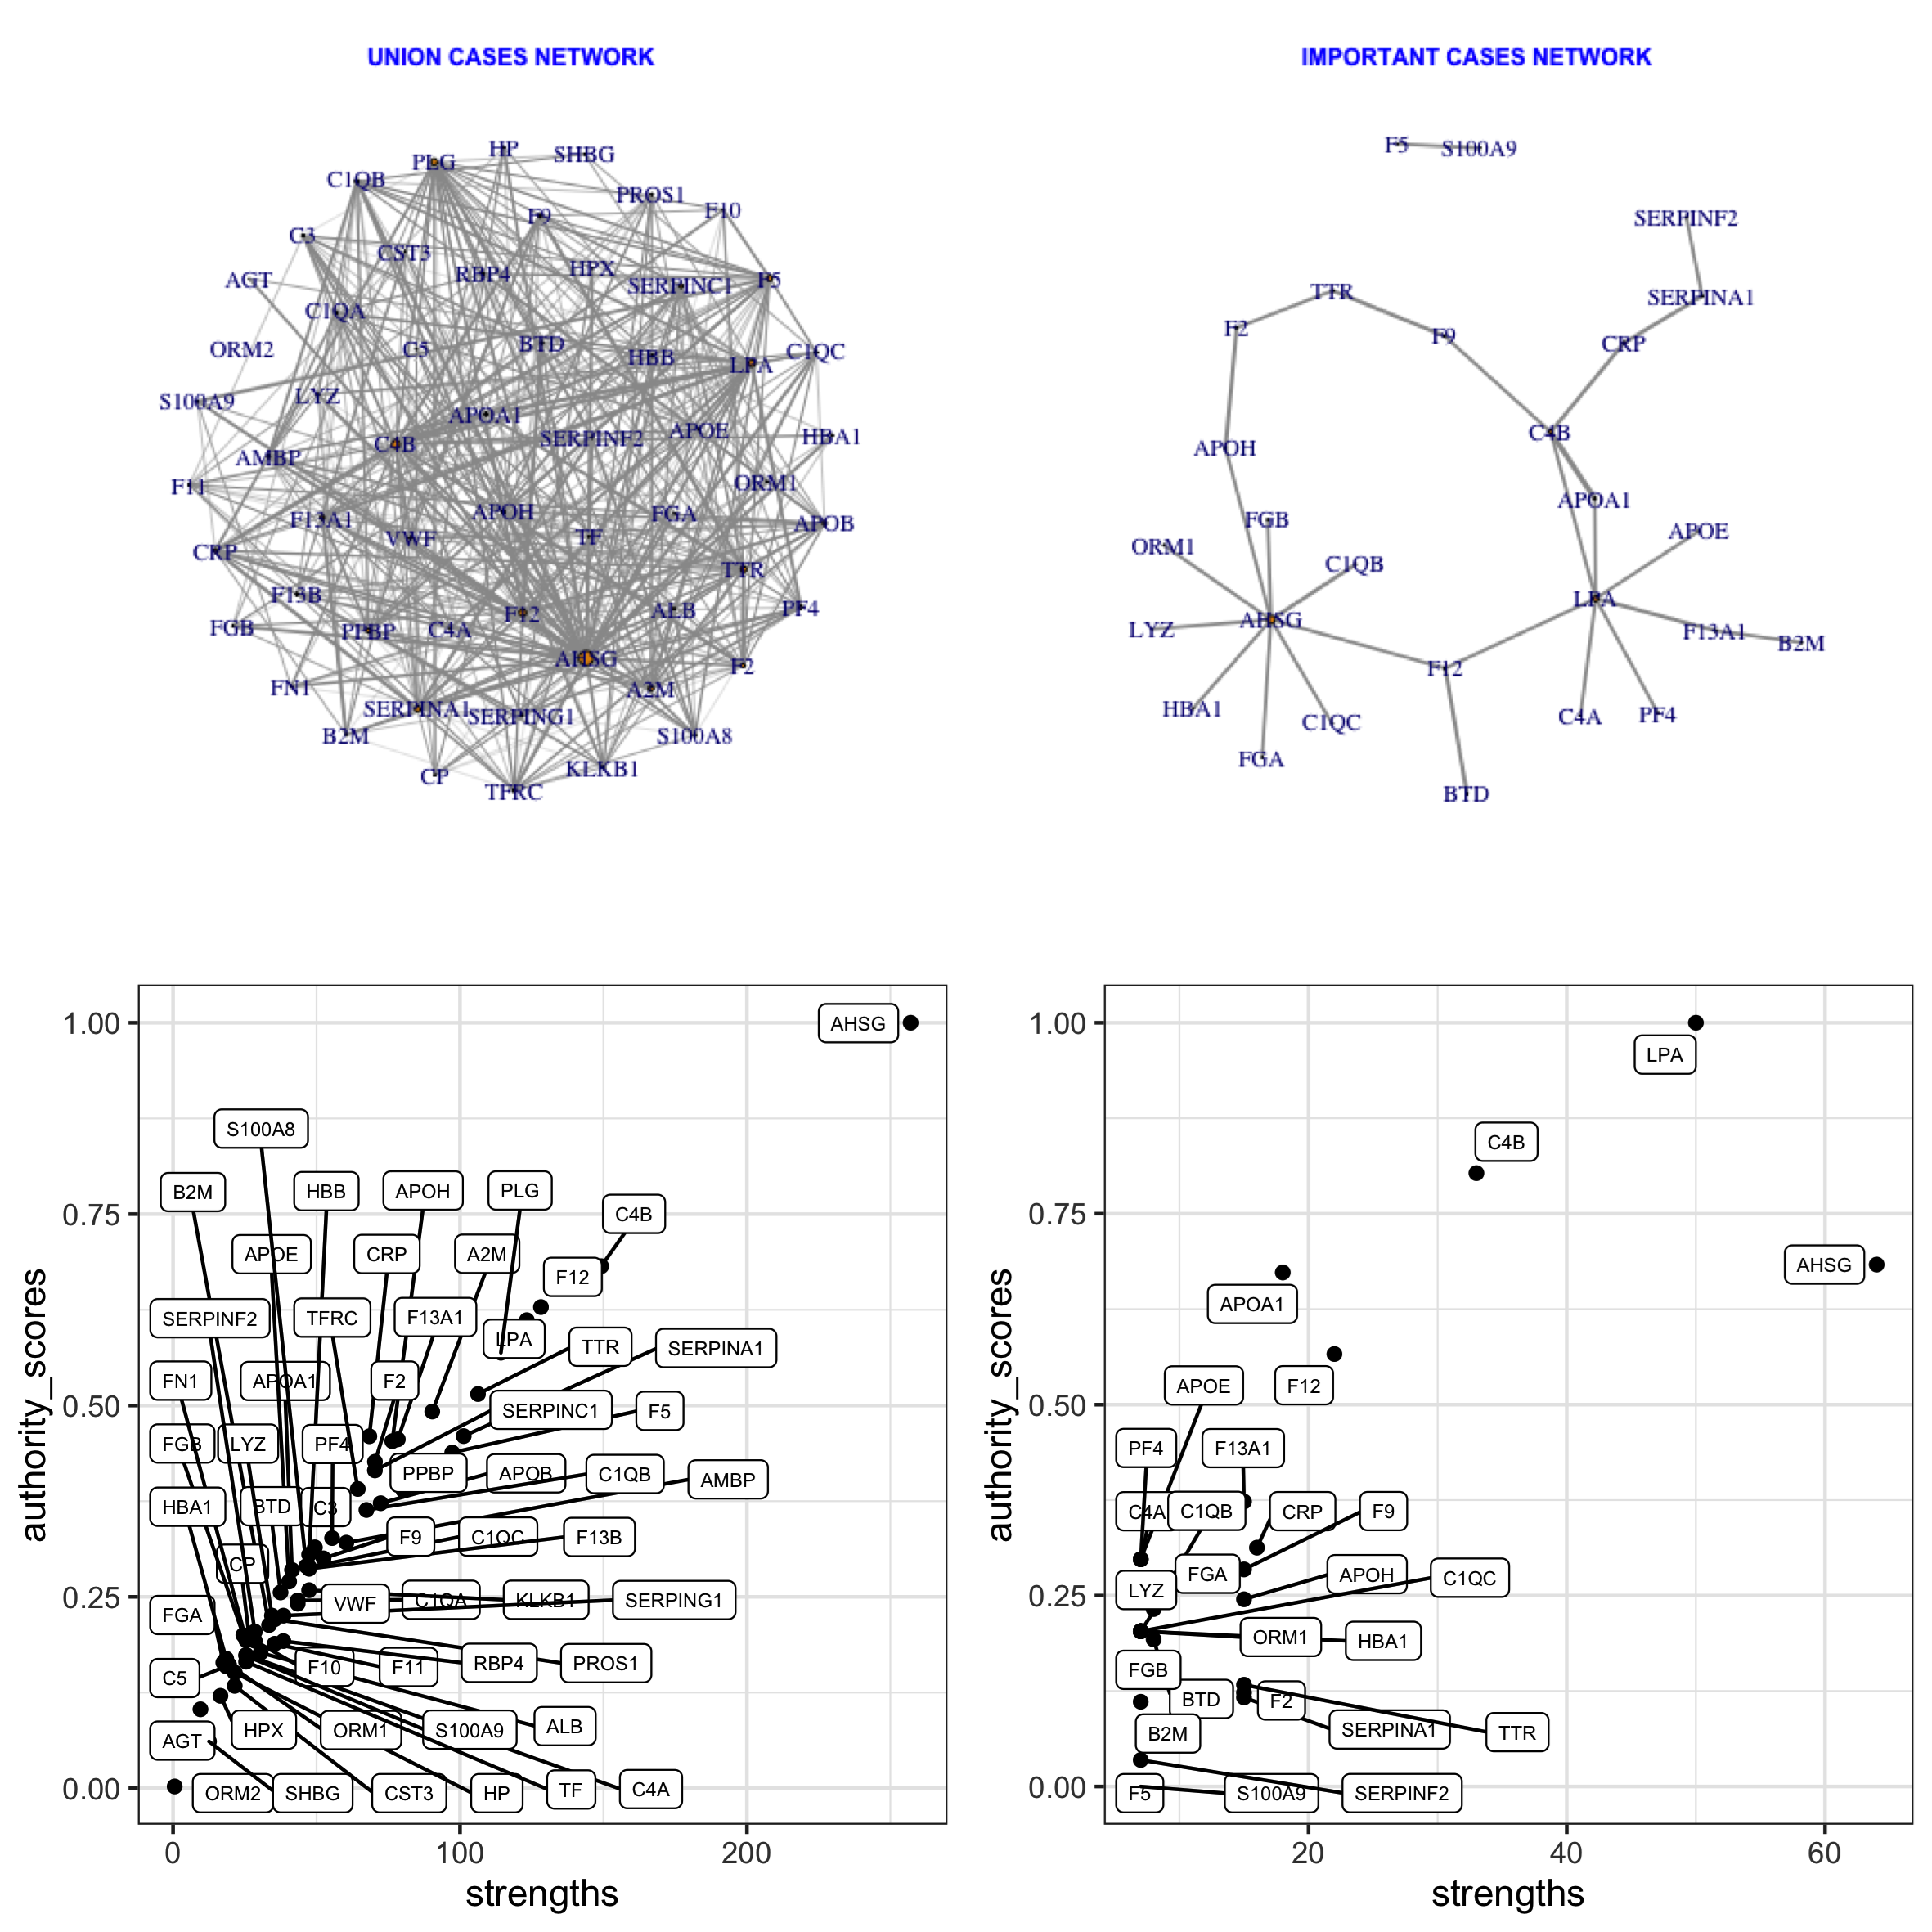 UNION CASES NETWORK
IMPORTANT CASES NETWORK
HP
SHBG
PLG
C1QB
PROS1
F10
F9
C3
CST3
HPX
RBP4
AGT
SERPINC1
F5
C1QA
ORM2
C5
BTD
HBB
LPA
C1QC
S100A9
LYZ
APOA1
C4B
SERPINF2
APOE
HBA1
AMBP
F11
ORM1
F13A1
APOH
FGA
APOB
VWF
TF
CRP
TTR
F13B
F12
ALB
PF4
FGB
PPBP
C4A
AHSG
F2
FN1
A2M
SERPINA1
SERPING1
B2M
S100A8
CP
KLKB1
TFRC
F5
S100A9
SERPINF2
TTR
SERPINA1
F2
F9
CRP
C4B
APOH
APOA1
FGB
APOE
ORM1
C1QB
LPA
LYZ
AHSG
F13A1
B2M
F12
HBA1
C1QC
C4A
PF4
FGA
BTD
authority_scores
1.00
0.75
0.50
0.25
0.00
AHSG
S100A8
B2M
HBB
APOH
PLG
C4B
APOE
CRP
A2M
F12
SERPINF2
TFRC
F13A1
LPA
TTR
SERPINA1
FN1
APOA1
F2
SERPINC1
F5
FGB
LYZ
PF4
PPBP
APOB
C1QB
AMBP
HBA1
BTD
C3
F9
C1QC
F13B
CP
VWF
C1QA
KLKB1
SERPING1
FGA
C5
F10
F11
RBP4
PROS1
AGT
HPX
ORM1
S100A9
ALB
ORM2
SHBG
CST3
HP
TF
C4A
0
100
200
strengths
authority_scores
1.00
0.75
0.50
0.25
0.00
LPA
C4B
AHSG
APOA1
APOE
F12
PF4
F13A1
C4A
C1QB
CRP
F9
LYZ
FGA
APOH
C1QC
ORM1
HBA1
FGB
BTD
F2
B2M
SERPINA1
TTR
F5
S100A9
SERPINF2
20
40
60
strengths